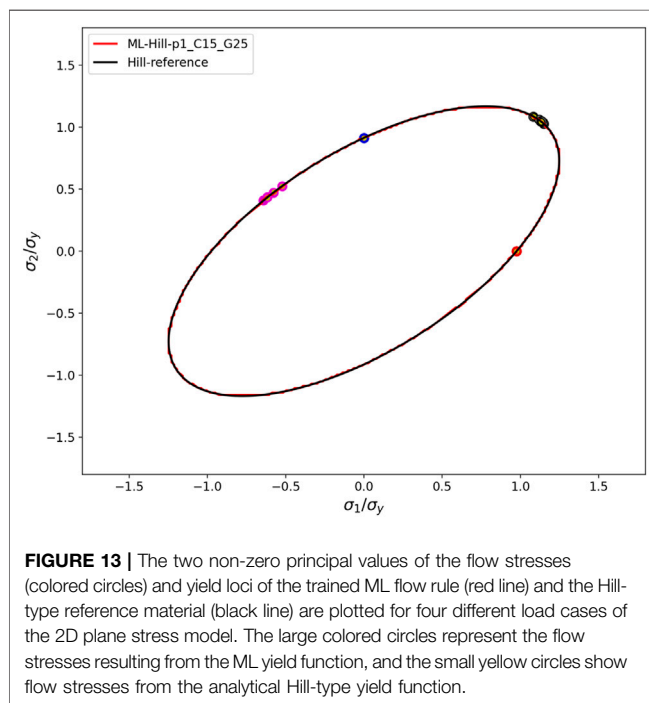 ML-Hill-p1_C15_G25
Hill-reference
1.5
1.0
0.5
0.0
−0.5
−1.0
−1.5
σ2/σy
−1.5 −1.0 −0.5 0.0 0.5 1.0 1.5
σ1/σy
FIGURE 13 | The two non-zero principal values of the flow stresses
(colored circles) and yield loci of the trained ML flow rule (red line) and the Hill-
type reference material (black line) are plotted for four different load cases of
the 2D plane stress model. The large colored circles represent the flow
stresses resulting from the ML yield function, and the small yellow circles show
flow stresses from the analytical Hill-type yield function.